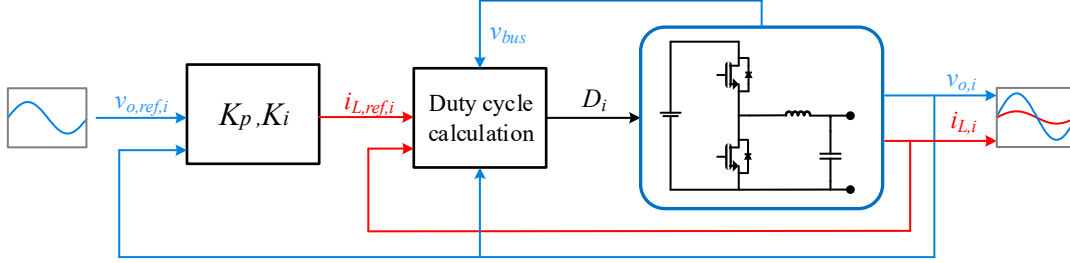 v_bus
v_o,ref,i
K_p,K_i
i_L,ref,i
Duty cycle
calculation
D_i
v_o,i
i_L,i